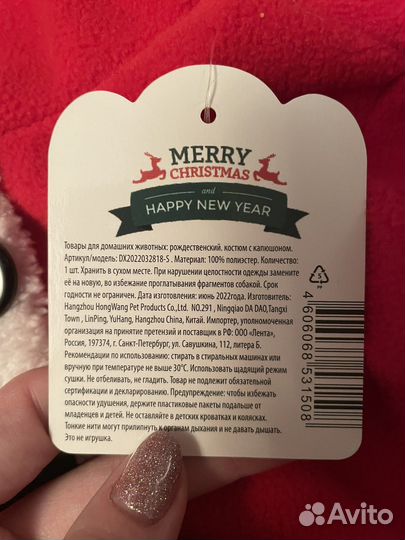 MERRY
CHRISTMAS
and
HAPPY NEW YEAR
Товары для домашних животных: рождественский. костюм с капюшоном.
Артикул/модель: DX2022032818-S . Материал: 100% полиэстер. Количество:
1 шт. Хранить в сухом месте. При нарушении целостности одежды замените
её на новую, во избежание проглатывания фрагментов собакой. Срок
годности не ограничен. Дата изготовления: июнь 2022года. Изготовитель:
Hangzhou HongWang Pet Products Co.,Ltd. NO.291 , Ningqiao DA DAO,Tangxi
Town , LinPing, YuHang, Hangzhou China, Китай. Импортер, уполномоченная
организация на принятие претензий и поставщик в РФ: ООО «Лента»,
Россия, 197374, г. Санкт-Петербург, ул. Савушкина, 112, литера Б.
Рекомендации по использованию: стирать в стиральных машинах или
вручную при температуре не выше 30°С. Использовать щадящий режим
сушки. Не отбеливать, не гладить. Товар не подлежит обязательной
сертификации и декларированию. Предупреждение: чтобы избежать
опасности удушения, держите пластиковые пакеты подальше от
младенцев и детей. Не оставляйте в детских кроватках и колясках.
Тонкие нити могут прилипнуть к органам дыхания и не давать дышать.
Это не игрушка.
5
4 606068 531508
Avito